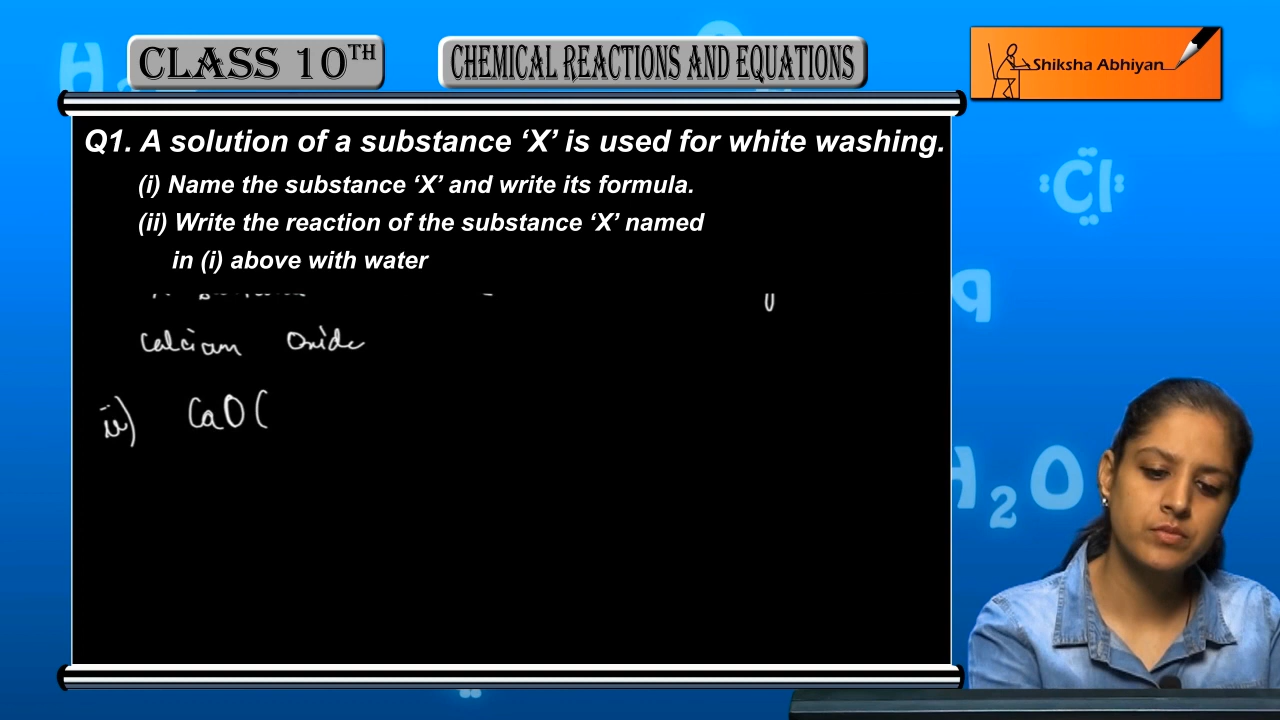 CLASS 10TH
CHEMICAL REACTIONS AND EQUATIONS
Shiksha Abhiyan
Q1. A solution of a substance ‘X’ is used for white washing.
(i) Name the substance ‘X’ and write its formula.
(ii) Write the reaction of the substance ‘X’ named
in (i) above with water
Calcium Oxide
ii) CaO(
H
Cl
q
H2O